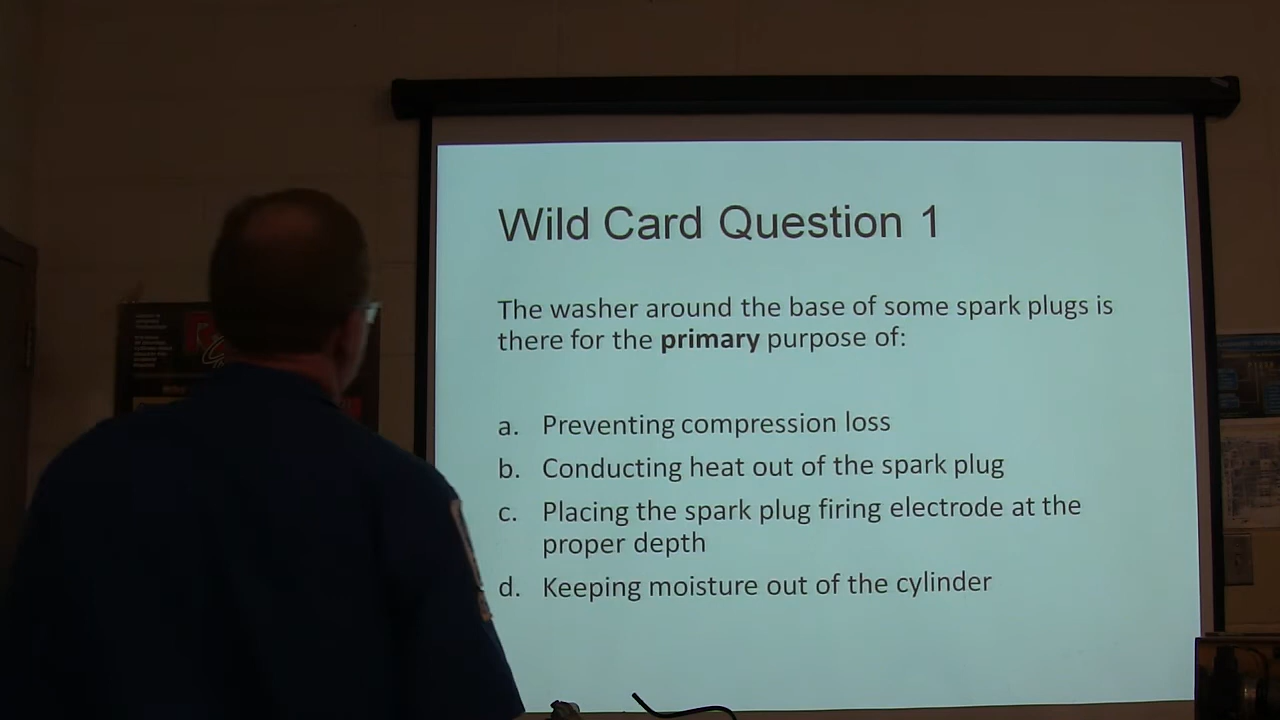 Wild Card Question 1
The washer around the base of some spark plugs is
there for the primary purpose of:
a. Preventing compression loss
b. Conducting heat out of the spark plug
c. Placing the spark plug firing electrode at the
proper depth
d. Keeping moisture out of the cylinder